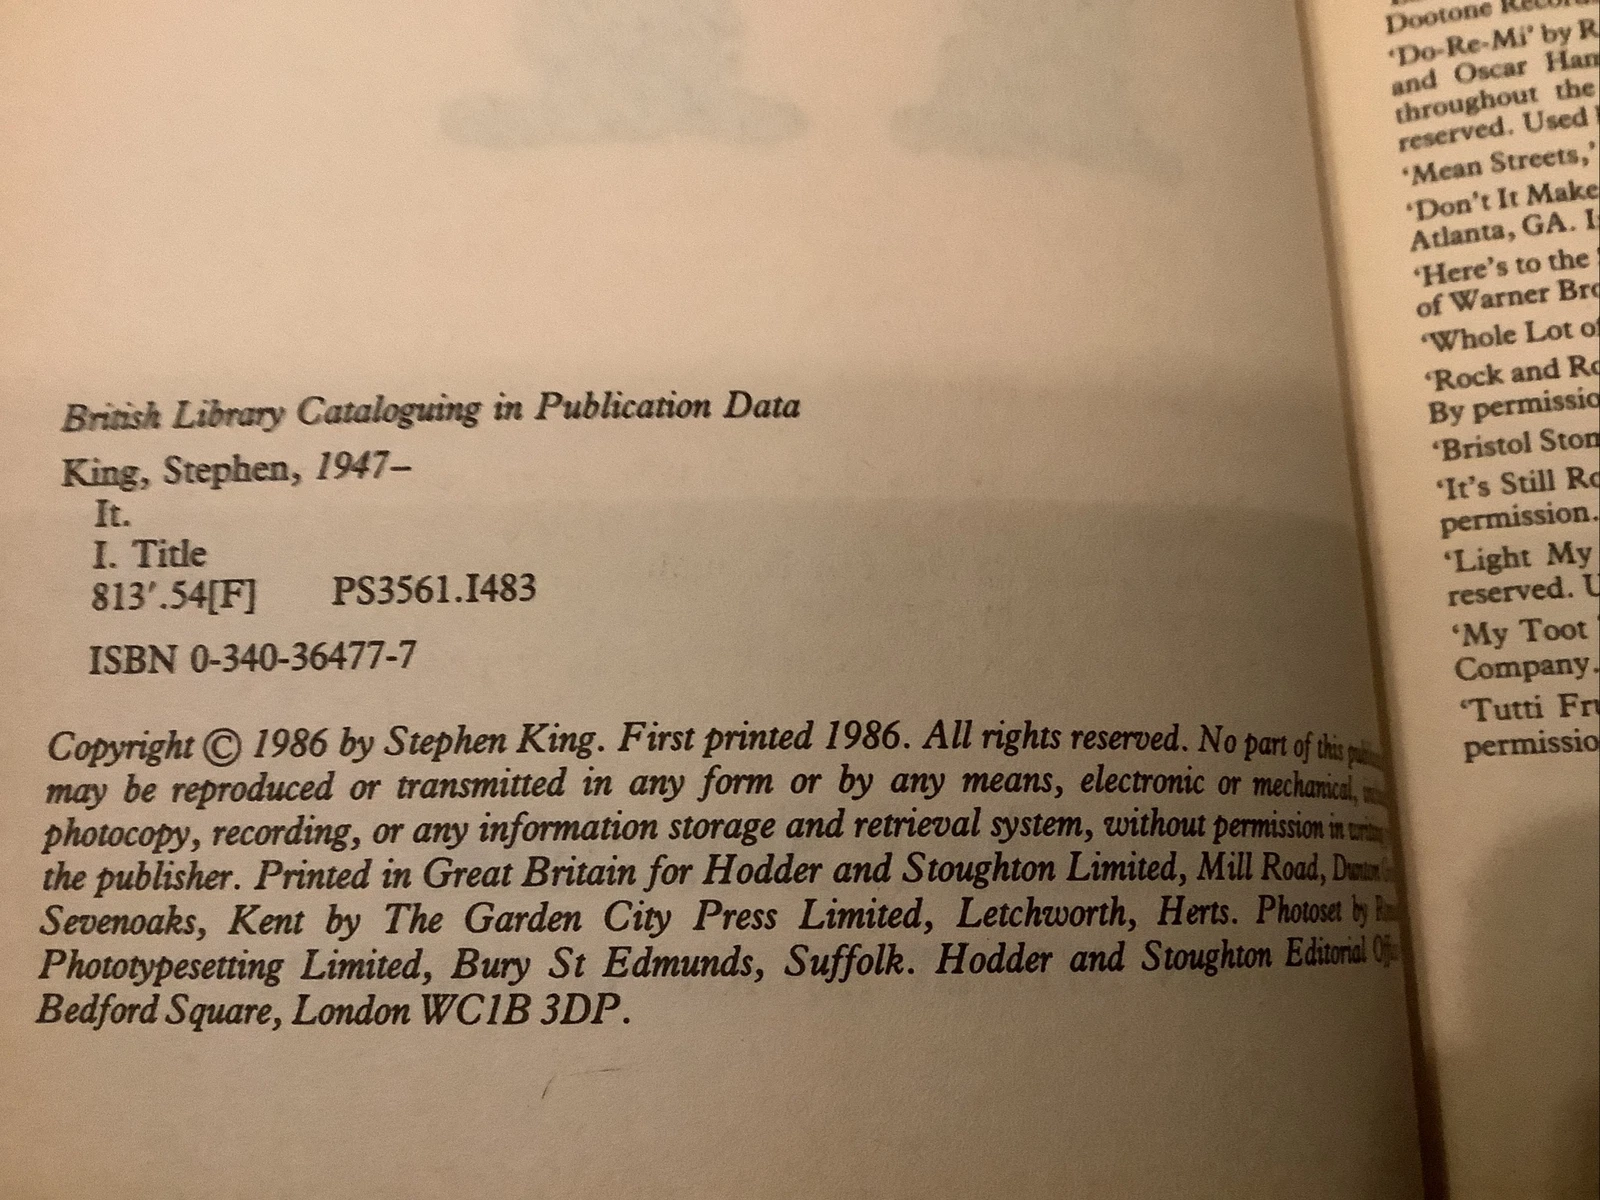 British Library Cataloguing in Publication Data
King, Stephen, 1947–
It.
I. Title
813′.54[F] PS3561.I483
ISBN 0-340-36477-7
Copyright © 1986 by Stephen King. First printed 1986. All rights reserved. No part of this
may be reproduced or transmitted in any form or by any means, electronic or mechanical,
photocopy, recording, or any information storage and retrieval system, without permission in
the publisher. Printed in Great Britain for Hodder and Stoughton Limited, Mill Road,
Sevenoaks, Kent by The Garden City Press Limited, Letchworth, Herts. Photoset by
Phototypesetting Limited, Bury St Edmunds, Suffolk. Hodder and Stoughton Editorial
Bedford Square, London WC1B 3DP.
Dootone
‘Do-Re-Mi’ by R
and Oscar Ham
throughout the
reserved. Used
‘Mean Streets,’
‘Don’t It Make
Atlanta, GA.
‘Here’s to the
of Warner Bro
‘Whole Lot of
‘Rock and Ro
By permissio
‘Bristol Stom
‘It’s Still Ro
permission.
‘Light My
reserved. U
‘My Toot
Company.
‘Tutti Fru
permissio